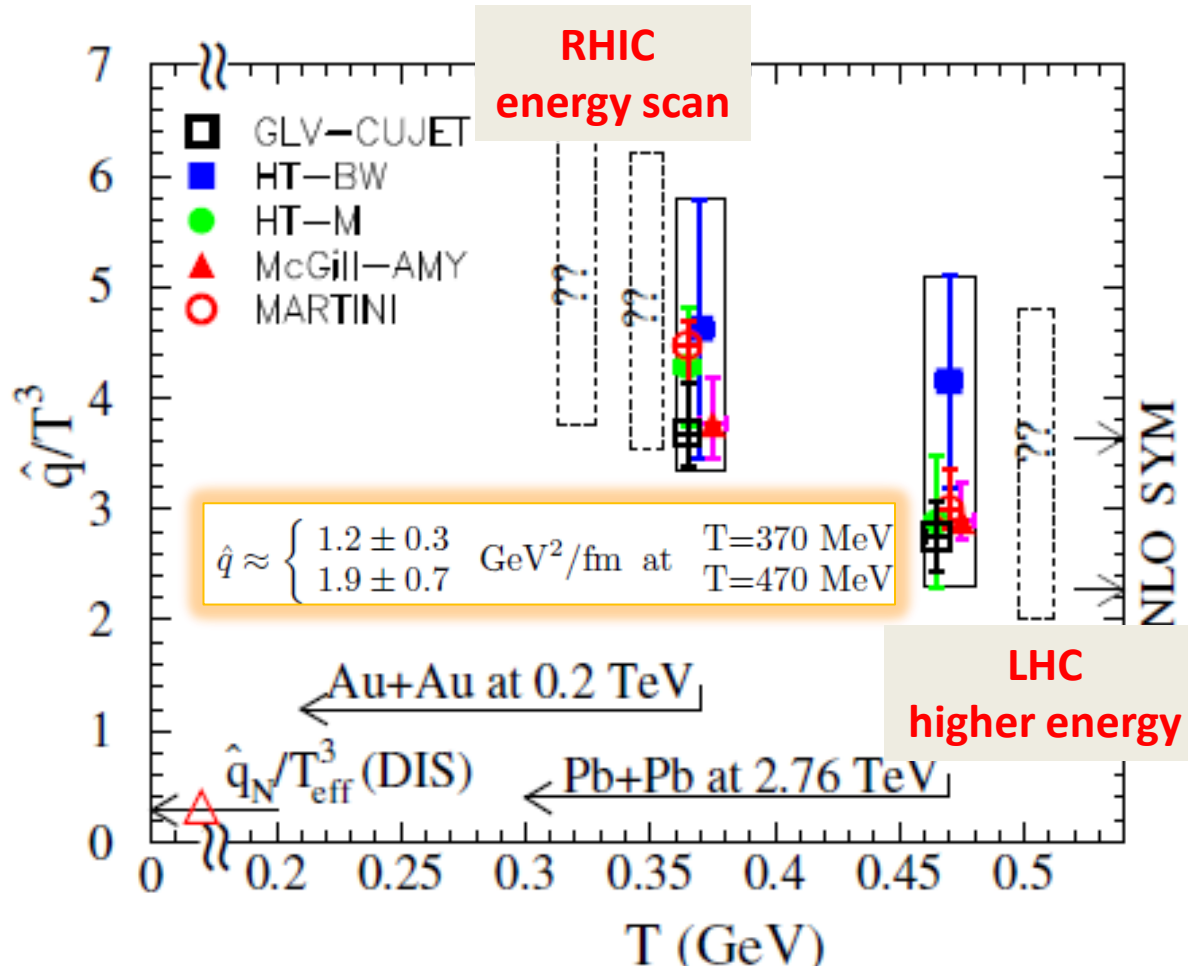 RHIC
energy scan
7
6
5
4
3
2
1
0
q̂/T³
GLV—CUJET
HT—BW
HT—M
McGill—AMY
MARTINI
??
??
??
q̂ ≈ { 1.2 ± 0.3 GeV²/fm at T=370 MeV
1.9 ± 0.7 T=470 MeV
NLO SYM
LHC
higher energy
Au+Au at 0.2 TeV
q̂_N/T³_eff (DIS)
Pb+Pb at 2.76 TeV
0 0.2 0.25 0.3 0.35 0.4 0.45 0.5
T (GeV)